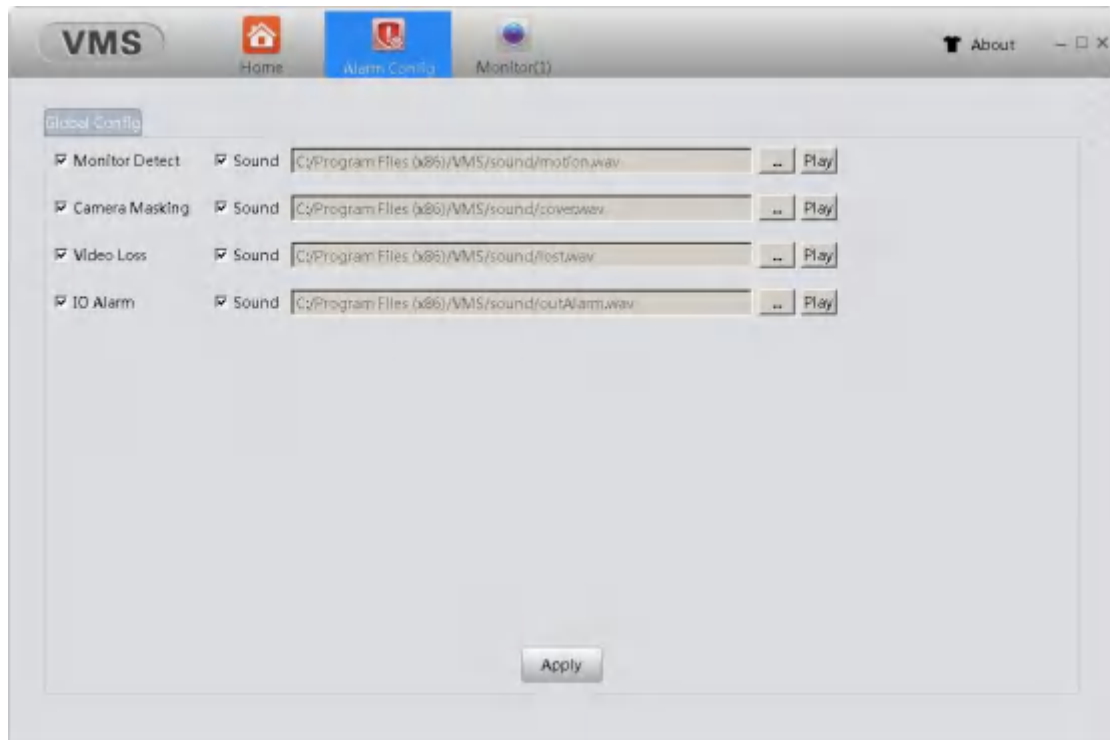 VMS
Home
Alarm Config
Monitor(1)
About
Global Config
Monitor Detect Sound C:/Program Files (x86)/VMS/sound/motion.wav .. Play
Camera Masking Sound C:/Program Files (x86)/VMS/sound/cover.wav .. Play
Video Loss Sound C:/Program Files (x86)/VMS/sound/lost.wav .. Play
IO Alarm Sound C:/Program Files (x86)/VMS/sound/outAlarm.wav .. Play
Apply